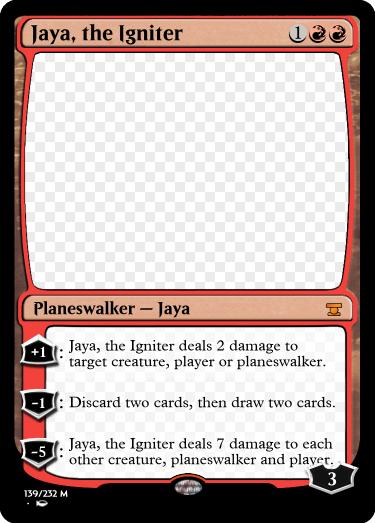 Jaya, the Igniter 1
Planeswalker — Jaya
+1 : Jaya, the Igniter deals 2 damage to
target creature, player or planeswalker.
-1 : Discard two cards, then draw two cards.
-5 : Jaya, the Igniter deals 7 damage to each
other creature, planeswalker and player.
3
139/232 M